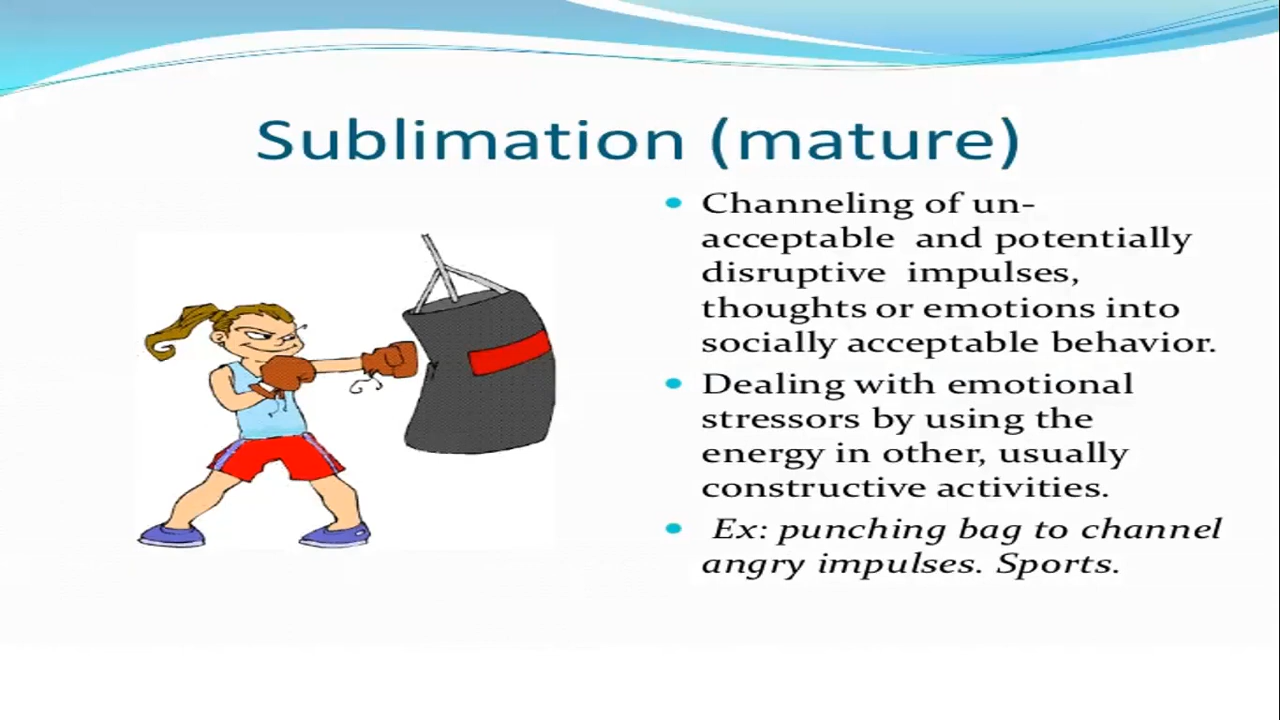 Sublimation (mature)
Channeling of un-
acceptable and potentially
disruptive impulses,
thoughts or emotions into
socially acceptable behavior.
Dealing with emotional
stressors by using the
energy in other, usually
constructive activities.
Ex: punching bag to channel
angry impulses. Sports.